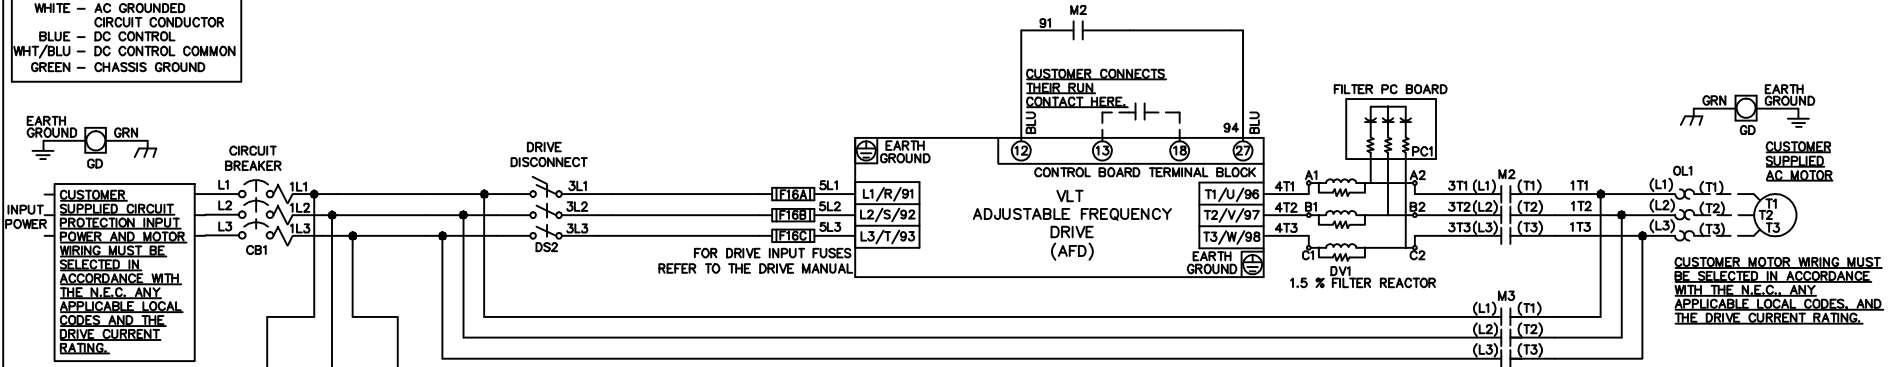 WHITE – AC GROUNDED
CIRCUIT CONDUCTOR
BLUE – DC CONTROL
WHT/BLU – DC CONTROL COMMON
GREEN – CHASSIS GROUND
EARTH
GROUND
GRN
GD
INPUT
POWER
CUSTOMER
SUPPLIED CIRCUIT
PROTECTION INPUT
POWER AND MOTOR
WIRING MUST BE
SELECTED IN
ACCORDANCE WITH
THE N.E.C. ANY
APPLICABLE LOCAL
CODES AND THE
DRIVE CURRENT
RATING.
CIRCUIT
BREAKER
L1
L2
L3
1L1
1L2
1L3
CB1
DRIVE
DISCONNECT
3L1
3L2
3L3
DS2
F16A
F16B
F16C
5L1
5L2
5L3
FOR DRIVE INPUT FUSES
REFER TO THE DRIVE MANUAL
M2
91
CUSTOMER CONNECTS
THEIR RUN
CONTACT HERE.
BLU
94
BLU
EARTH
GROUND
12
13
18
27
CONTROL BOARD TERMINAL BLOCK
L1/R/91
L2/S/92
L3/T/93
VLT
ADJUSTABLE FREQUENCY
DRIVE
(AFD)
T1/U/96
T2/V/97
T3/W/98
EARTH
GROUND
4T1
4T2
4T3
FILTER PC BOARD
PC1
A1
A2
B1
B2
C1
C2
DV1
1.5 % FILTER REACTOR
M2
3T1 (L1) (T1) 1T1
3T2(L2) (T2) 1T2
3T3(L3) (T3) 1T3
M3
(L1) (T1)
(L2) (T2)
(L3) (T3)
EARTH
GROUND
GRN
GD
CUSTOMER
SUPPLIED
AC MOTOR
OL1
(L1) (T1)
(L2) (T2)
(L3) (T3)
T1
T2
T3
CUSTOMER MOTOR WIRING MUST
BE SELECTED IN ACCORDANCE
WITH THE N.E.C., ANY
APPLICABLE LOCAL CODES, AND
THE DRIVE CURRENT RATING.